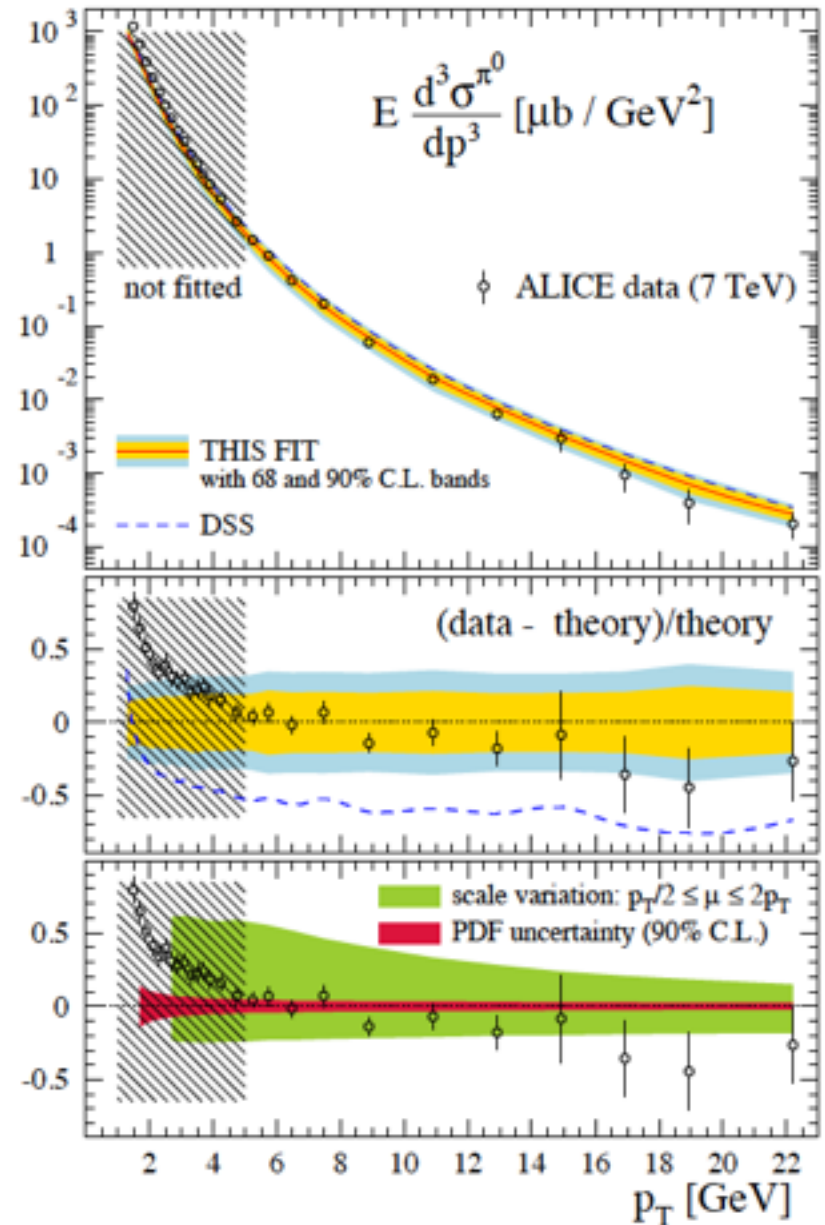 10³
10²
10
1
10⁻¹
10⁻²
10⁻³
10⁻⁴
E d³σ^π⁰ / dp³ [μb / GeV²]
not fitted
ALICE data (7 TeV)
THIS FIT
with 68 and 90% C.L. bands
DSS
(data - theory)/theory
0.5
0
-0.5
scale variation: p_T/2 ≤ μ ≤ 2p_T
PDF uncertainty (90% C.L.)
0.5
0
-0.5
2 4 6 8 10 12 14 16 18 20 22
p_T [GeV]